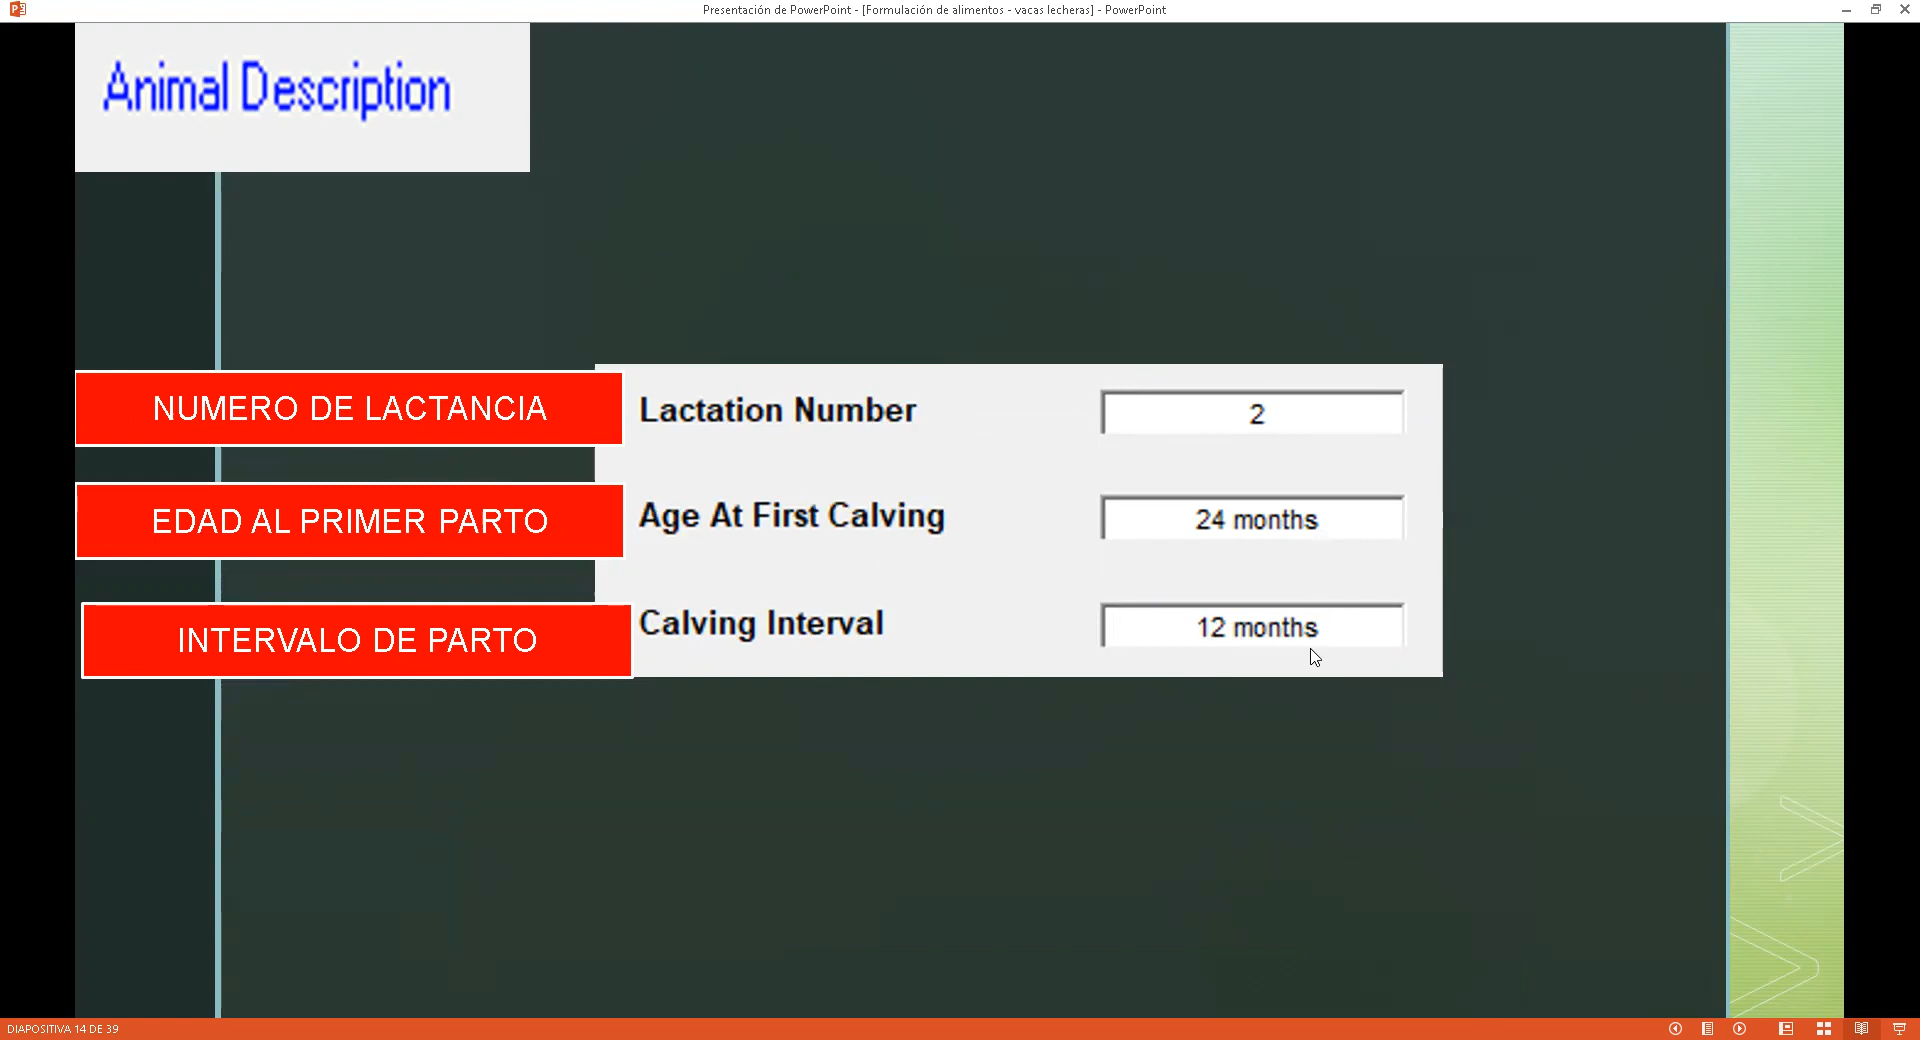 Presentación de PowerPoint - [Formulación de alimentos - vacas lecheras] - PowerPoint
Animal Description
NUMERO DE LACTANCIA
Lactation Number
2
EDAD AL PRIMER PARTO
Age At First Calving
24 months
INTERVALO DE PARTO
Calving Interval
12 months
DIAPOSITIVA 14 DE 39